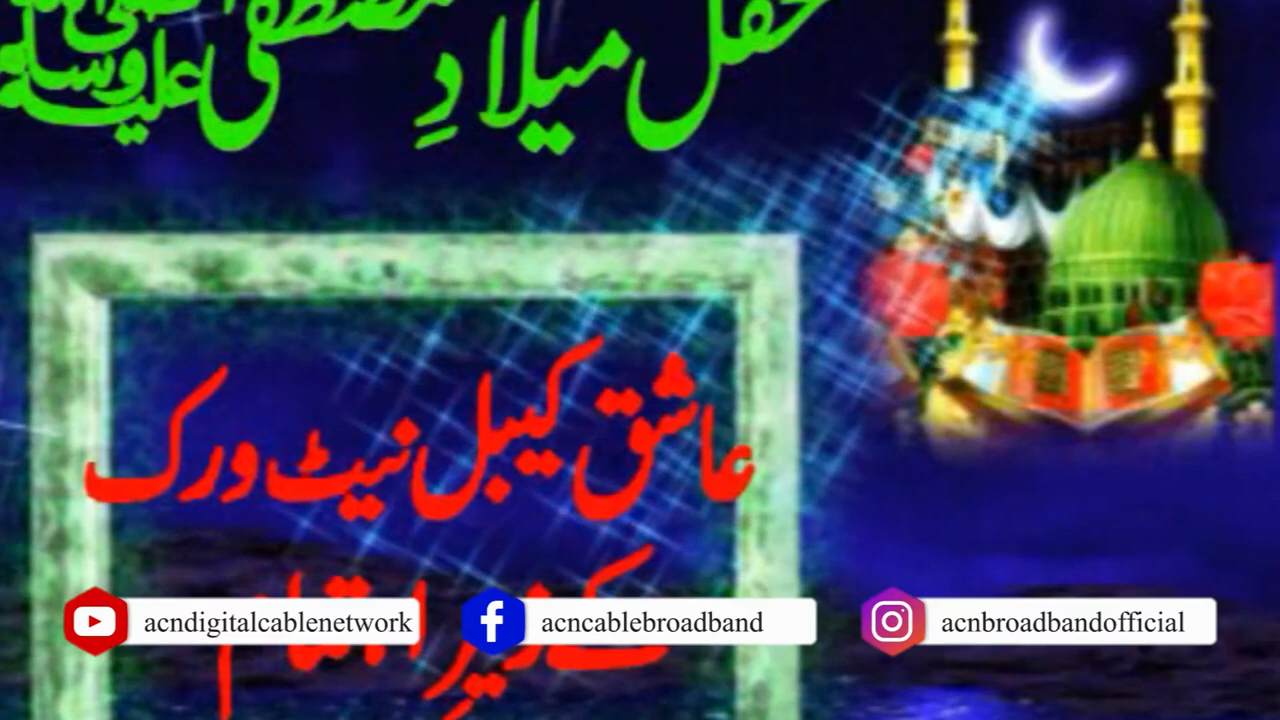 محفل میلادِ مصطفیٰ صلی اللہ علیہ وسلم
عاشق کیبل نیٹ ورک
کے زیرِ اہتمام
acndigitalcablenetwork
acncablebroadband
acnbroadbandofficial